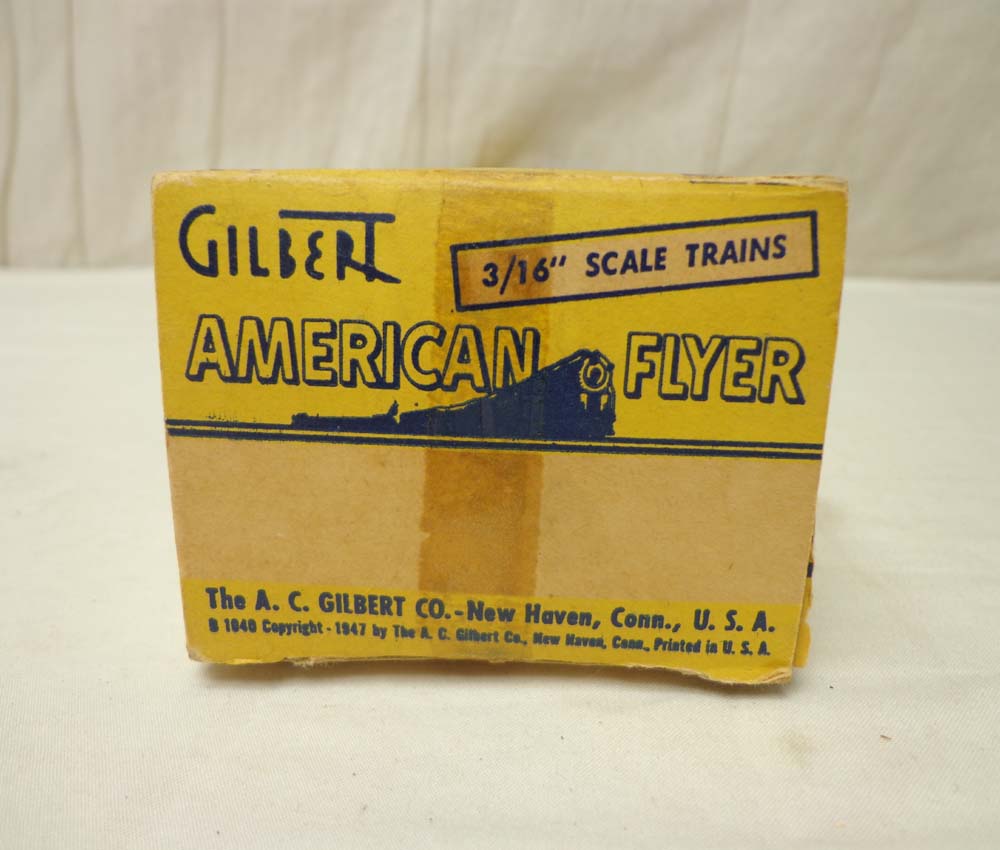 GILBERT
3/16" SCALE TRAINS
AMERICAN FLYER
The A. C. GILBERT CO.-New Haven, Conn., U. S. A.
B 1840 Copyright - 1947 by The A. C. Gilbert Co., New Haven, Conn., Printed in U. S. A.